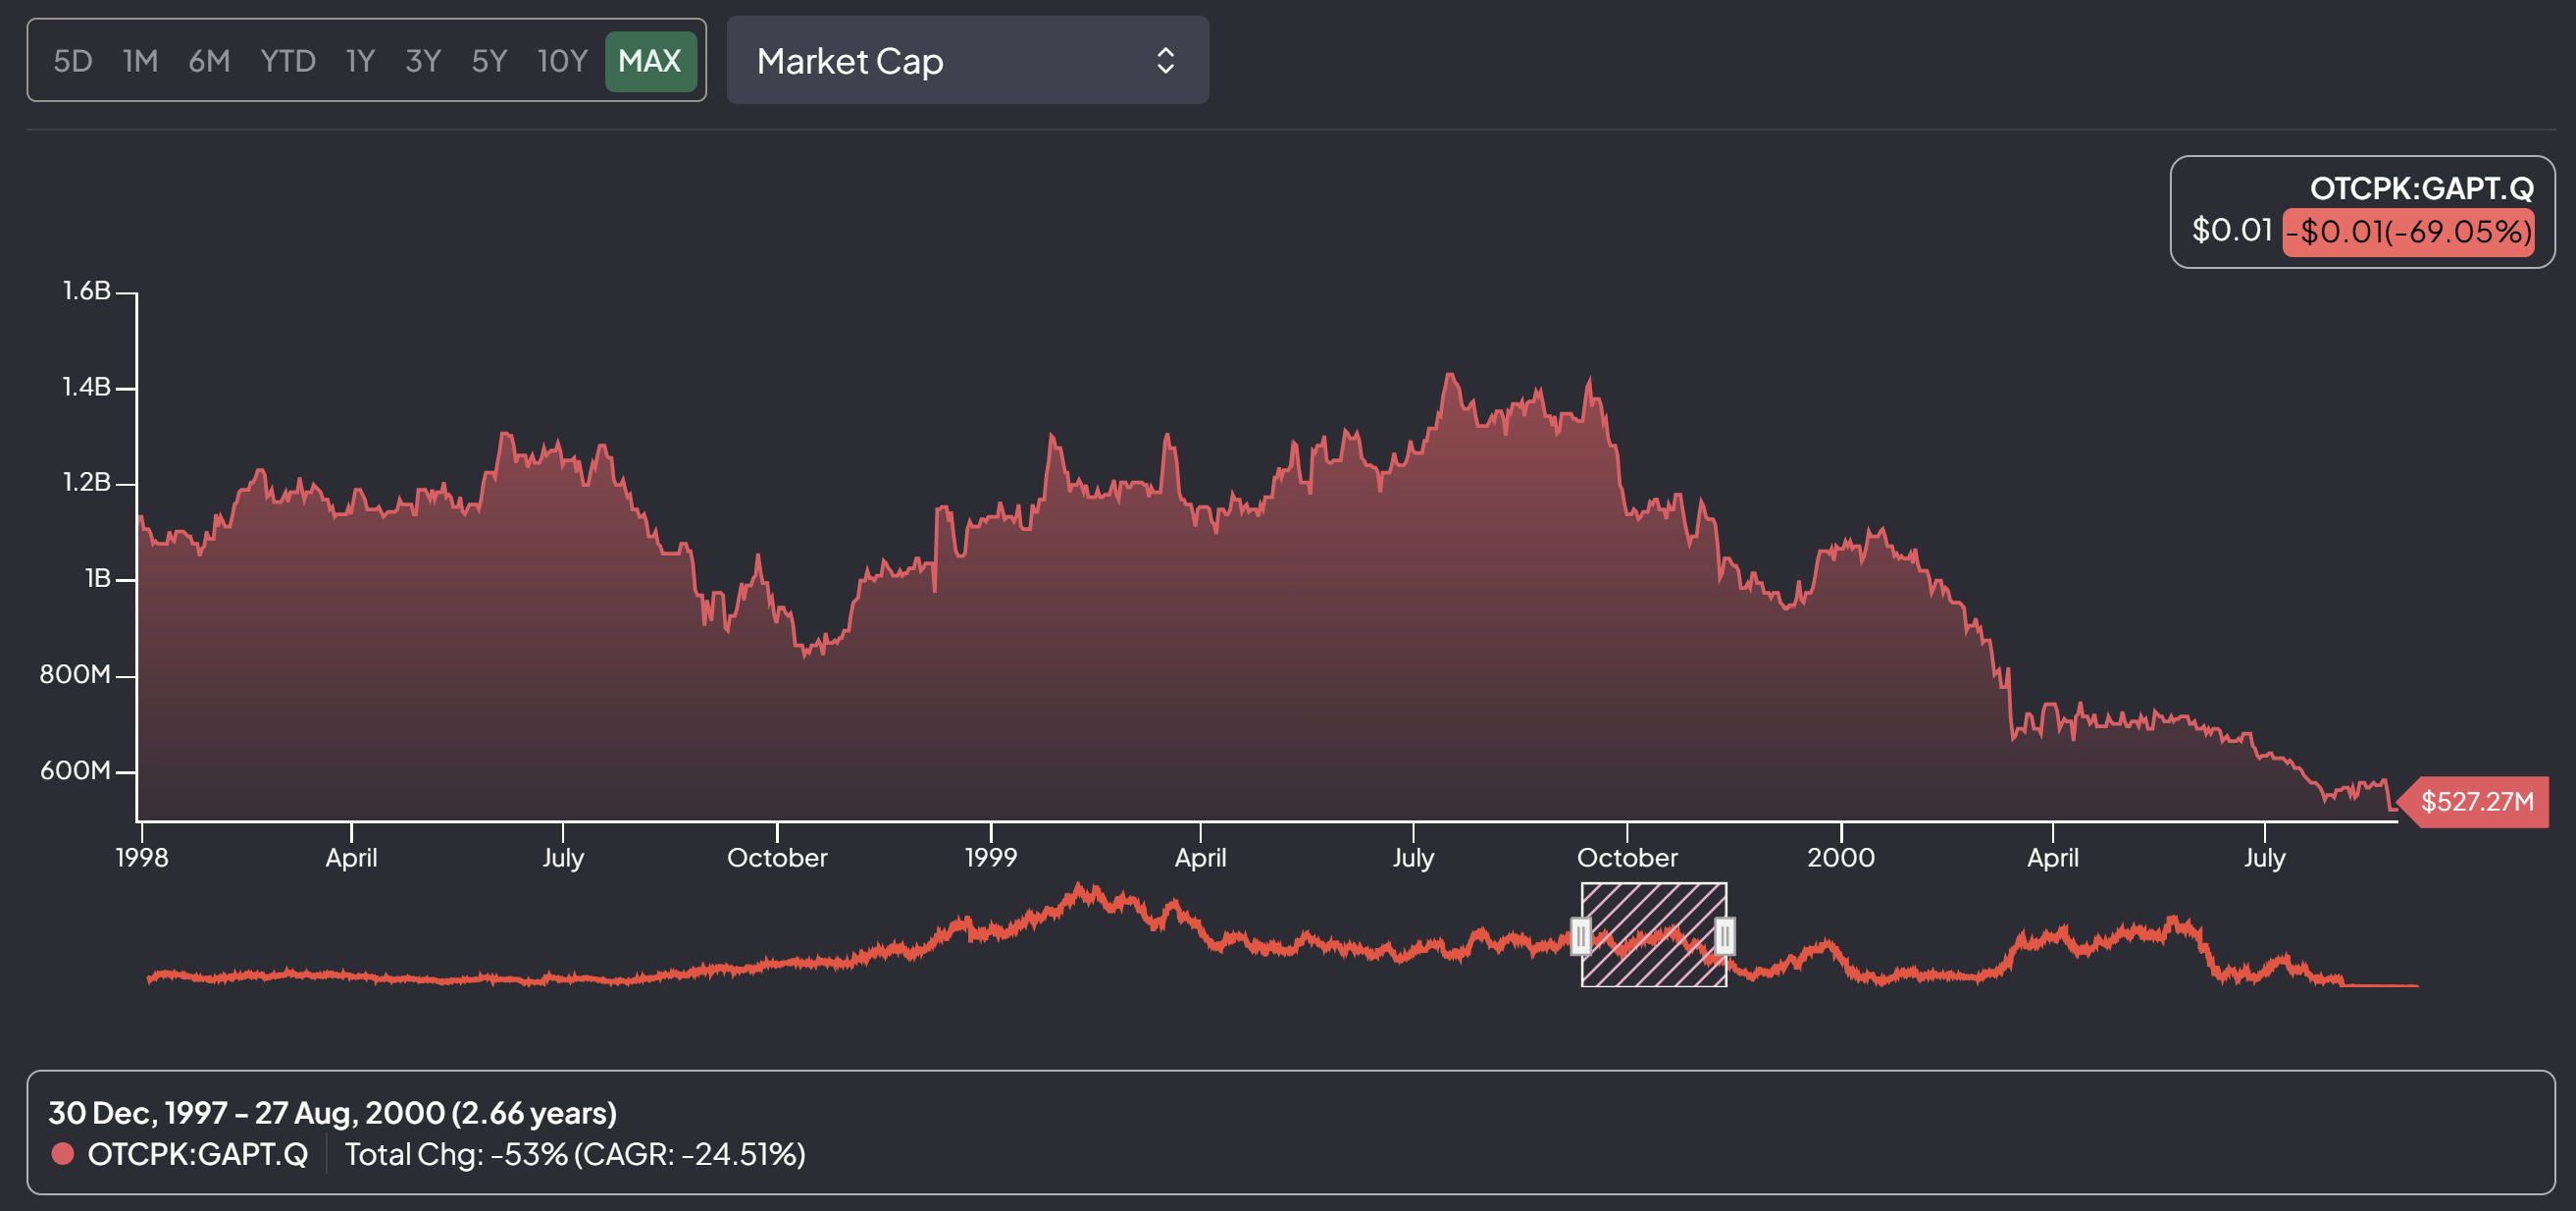 5D 1M 6M YTD 1Y 3Y 5Y 10Y MAX Market Cap
OTCPK:GAPT.Q
$0.01 -$0.01(-69.05%)
1.6B
1.4B
1.2B
1B
800M
600M
$527.27M
1998 April July October 1999 April July October 2000 April July
30 Dec, 1997 - 27 Aug, 2000 (2.66 years)
OTCPK:GAPT.Q Total Chg: -53% (CAGR: -24.51%)